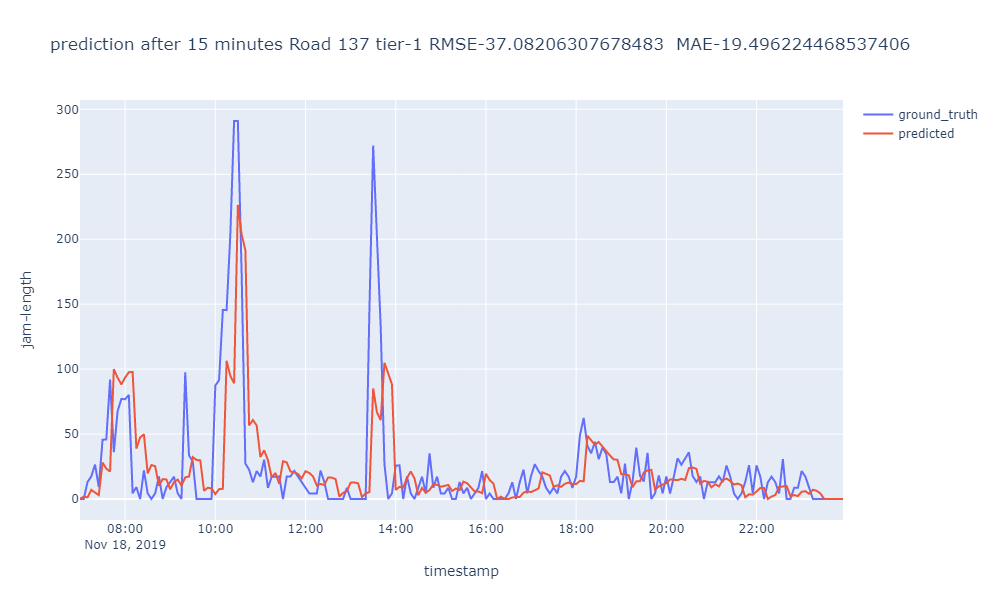 prediction after 15 minutes Road 137 tier-1 RMSE-37.08206307678483  MAE-19.496224468537406
ground_truth
predicted
jam-length
300
250
200
150
100
50
0
08:00 10:00 12:00 14:00 16:00 18:00 20:00 22:00
Nov 18, 2019
timestamp